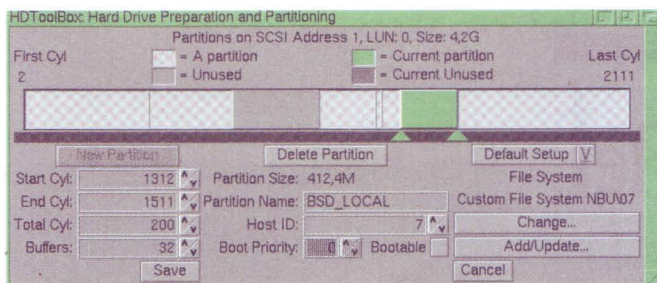 HDToolBox: Hard Drive Preparation and Partitioning
Partitions on SCSI Address 1, LUN: 0, Size: 4,2G
First Cyl = A partition = Current partition Last Cyl
2 = Unused = Current Unused 2111
New Partition Delete Partition Default Setup
Start Cyl: 1312 Partition Size: 412,4M File System
End Cyl: 1511 Partition Name: BSD_LOCAL Custom File System NBU\07
Total Cyl: 200 Host ID: 7 Change...
Buffers: 32 Boot Priority: 0 Bootable Add/Update...
Save Cancel